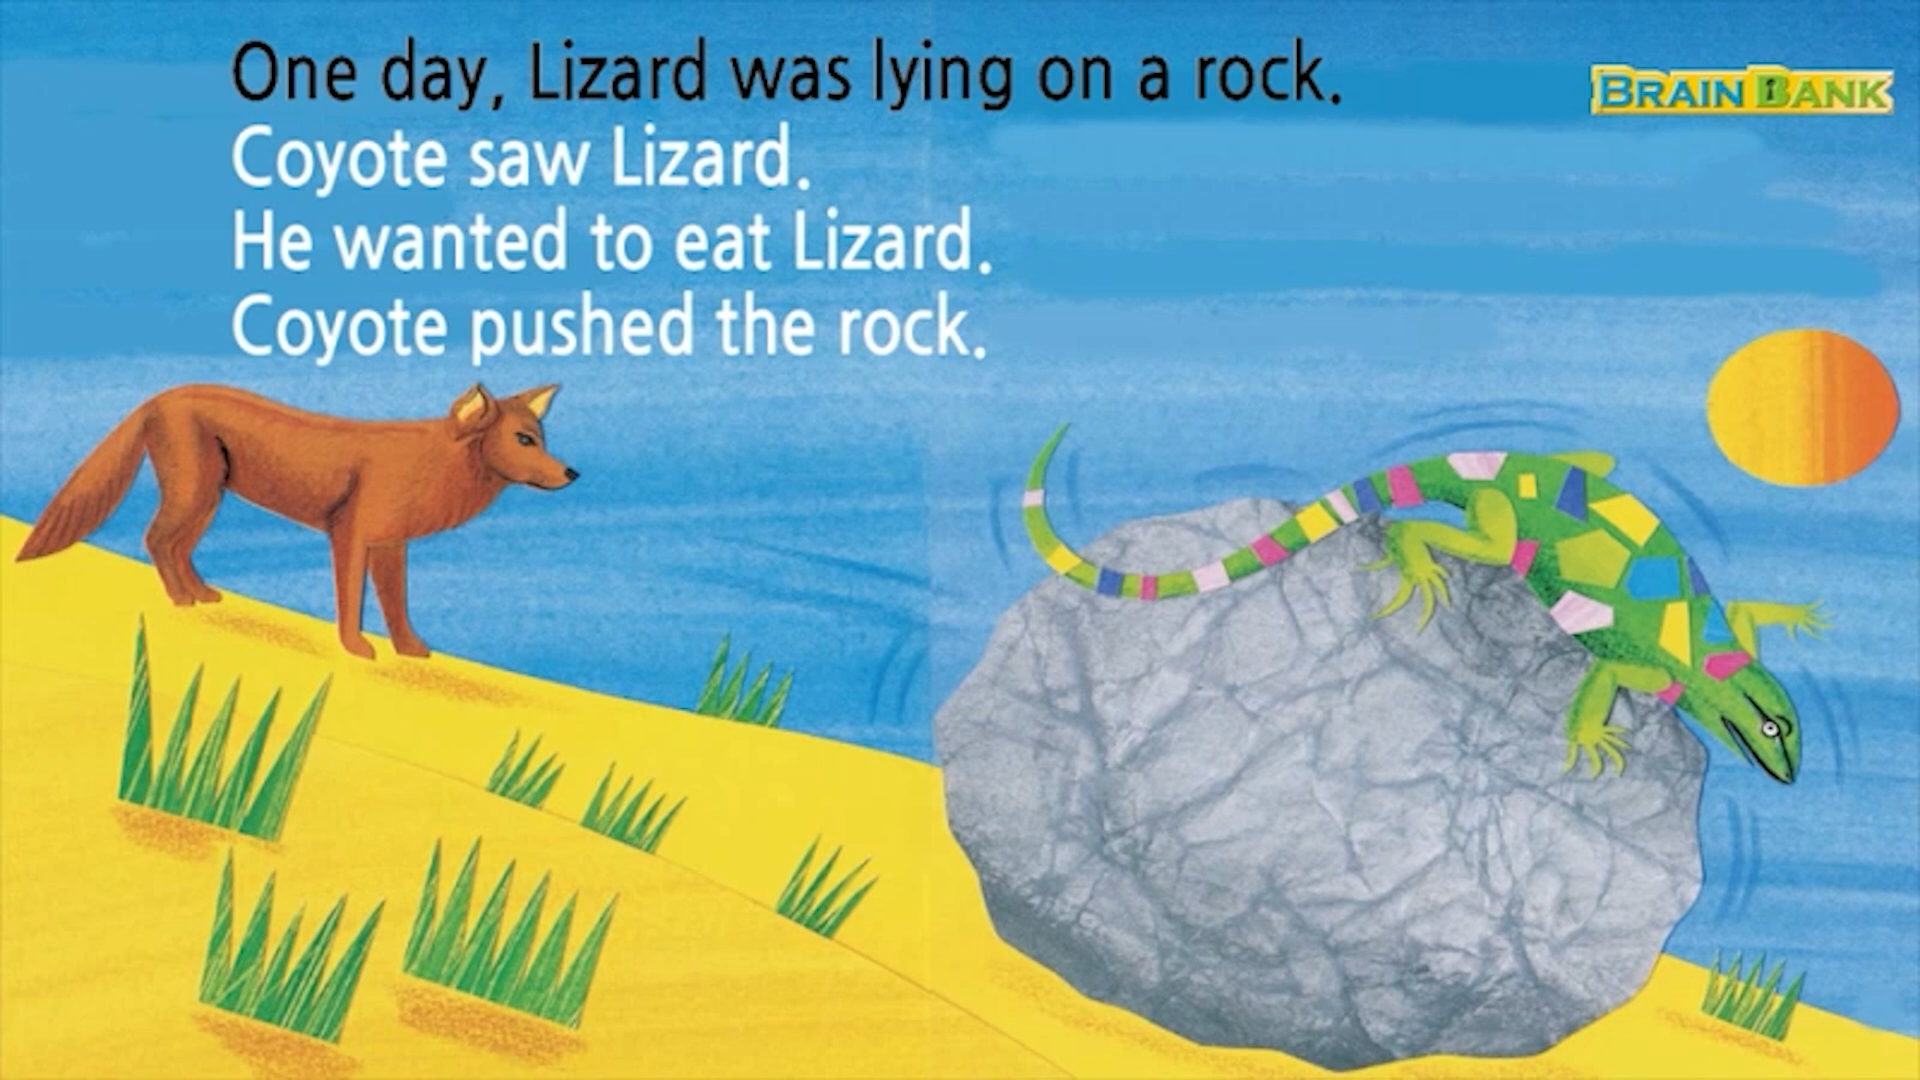 One day, Lizard was lying on a rock.
BRAIN BANK
Coyote saw Lizard.
He wanted to eat Lizard.
Coyote pushed the rock.